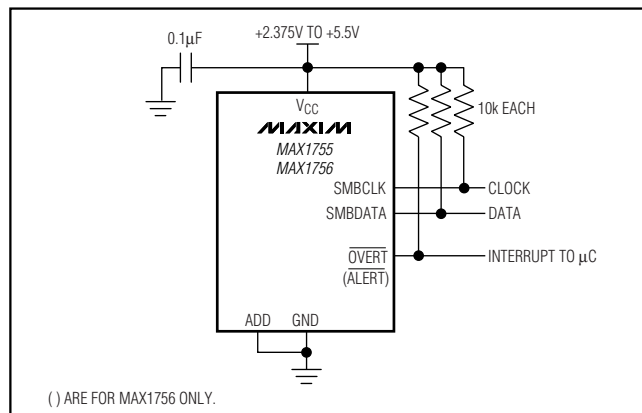 +2.375V TO +5.5V
0.1μF
VCC
10k EACH
MAXIM
MAX1755
MAX1756
SMBCLK
CLOCK
SMBDATA
DATA
OVERT
INTERRUPT TO μC
(ALERT)
ADD GND
( ) ARE FOR MAX1756 ONLY.